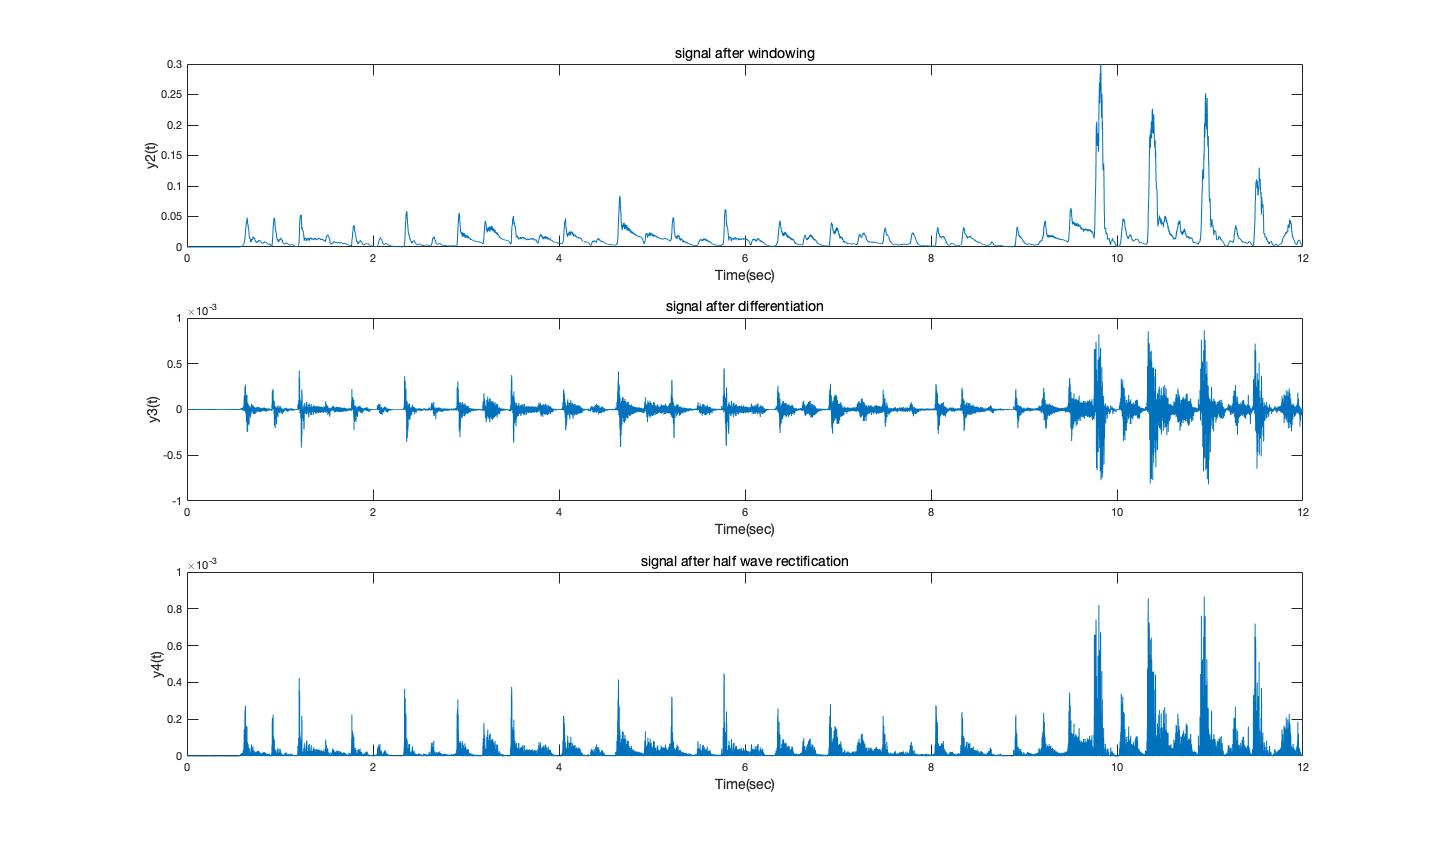 signal after windowing
0.3
0.25
0.2
0.15
0.1
0.05
0
y2(t)
0 2 4 6 8 10 12
Time(sec)
signal after differentiation
×10-3
1
0.5
0
-0.5
-1
y3(t)
0 2 4 6 8 10 12
Time(sec)
signal after half wave rectification
×10-3
1
0.8
0.6
0.4
0.2
0
y4(t)
0 2 4 6 8 10 12
Time(sec)